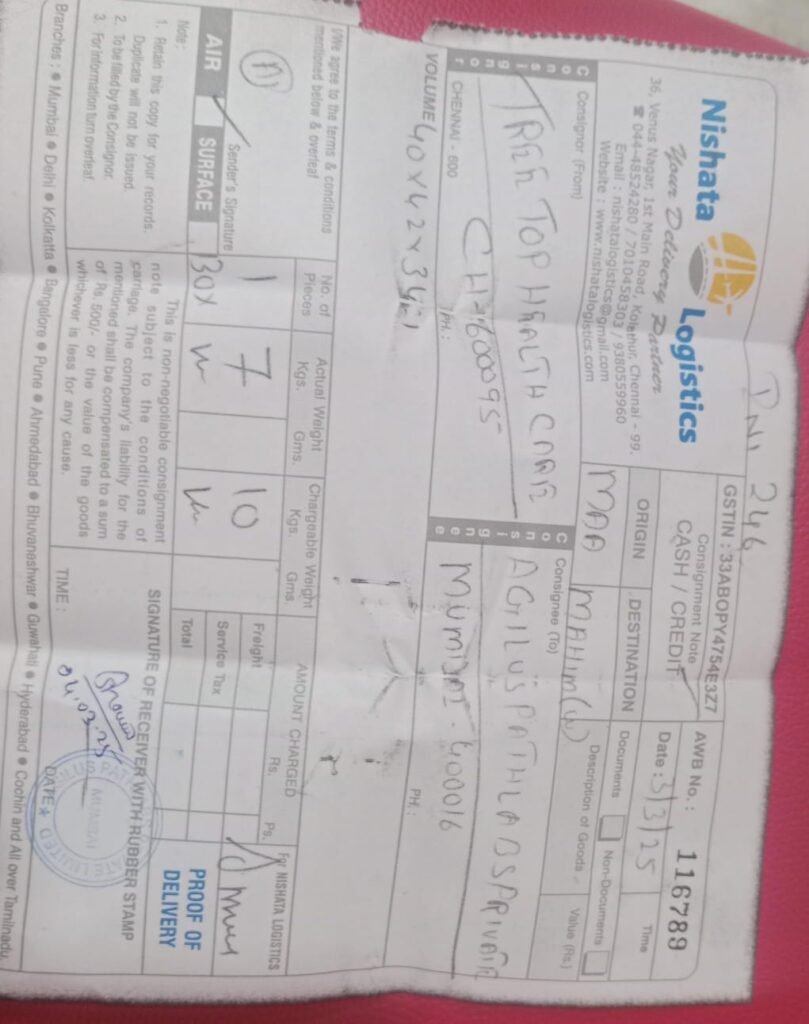 DNI 246
Nishata Logistics
Your Delivery Partner
36, Venus Nagar, 1st Main Road, Kolathur, Chennai - 99.
☎ 044-48524280 / 7010458303 / 9380559960
Email : nishatalogistics@gmail.com
Website : www.nishatalogistics.com
GSTIN : 33ABOPY4754E3Z7
Consignment Note
CASH / CREDIT
AWB No.: 116789
ORIGIN
MAA
DESTINATION
MAHIM (W)
Date : 3/3/25
Time
Documents
Non-Documents
Description of Goods
Value (Rs.)
Consignor
Consignor (From)
TREE TOP HEALTH CARE
CH-600095
CHENNAI - 600
PH.:
Consignee
Consignee (To)
AGILUS PATHLABS PRIVATE
MUMBAI - 400016
PH.:
VOLUME 40x42x34
I/We agree to the terms & conditions
mentioned below & overleaf
Sender's Signature
AIR ✓ SURFACE
No. of
Pieces
1
BOX
Actual Weight
Kgs. Gms.
7
Chargeable Weight
Kgs. Gms.
10
AMOUNT CHARGED
Rs. Ps.
Freight
Service Tax
Total
For NISHATA LOGISTICS
PROOF OF
DELIVERY
Note :
1. Retain this copy for your records.
Duplicate will not be issued.
2. To be filled by the Consignor.
3. For information turn overleaf.
This is non-negotiable consignment
note subject to the conditions of
carriage. The company's liability for the
mentioned shall be compensated to a sum
of Rs. 500/- or the value of the goods
whichever is less for any cause.
SIGNATURE OF RECEIVER WITH RUBBER STAMP
04.03.25
MUMBAI
TIME :
DATE
Branches : ● Mumbai ● Delhi ● Kolkatta ● Bangalore ● Pune ● Ahmedabad ● Bhuvaneshwar ● Guwahati ● Hyderabad ● Cochin and All over Tamilnadu.